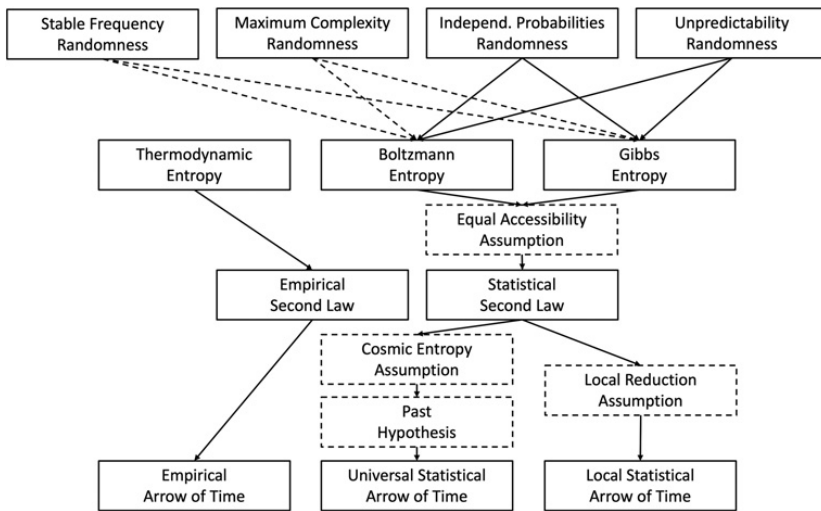 Stable Frequency
Randomness
Maximum Complexity
Randomness
Independ. Probabilities
Randomness
Unpredictability
Randomness
Thermodynamic
Entropy
Boltzmann
Entropy
Gibbs
Entropy
Equal Accessibility
Assumption
Empirical
Second Law
Statistical
Second Law
Cosmic Entropy
Assumption
Local Reduction
Assumption
Past
Hypothesis
Empirical
Arrow of Time
Universal Statistical
Arrow of Time
Local Statistical
Arrow of Time